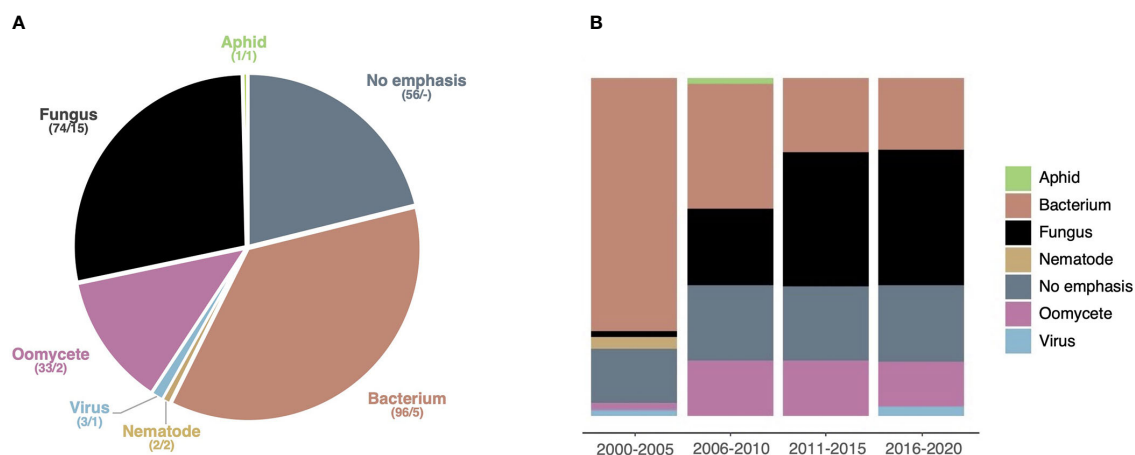 A
Aphid
(1/1)
No emphasis
(56/-)
Fungus
(74/15)
Oomycete
(33/2)
Virus
(3/1)
Nematode
(2/2)
Bacterium
(96/5)
B
2000-2005
2006-2010
2011-2015
2016-2020
Aphid
Bacterium
Fungus
Nematode
No emphasis
Oomycete
Virus